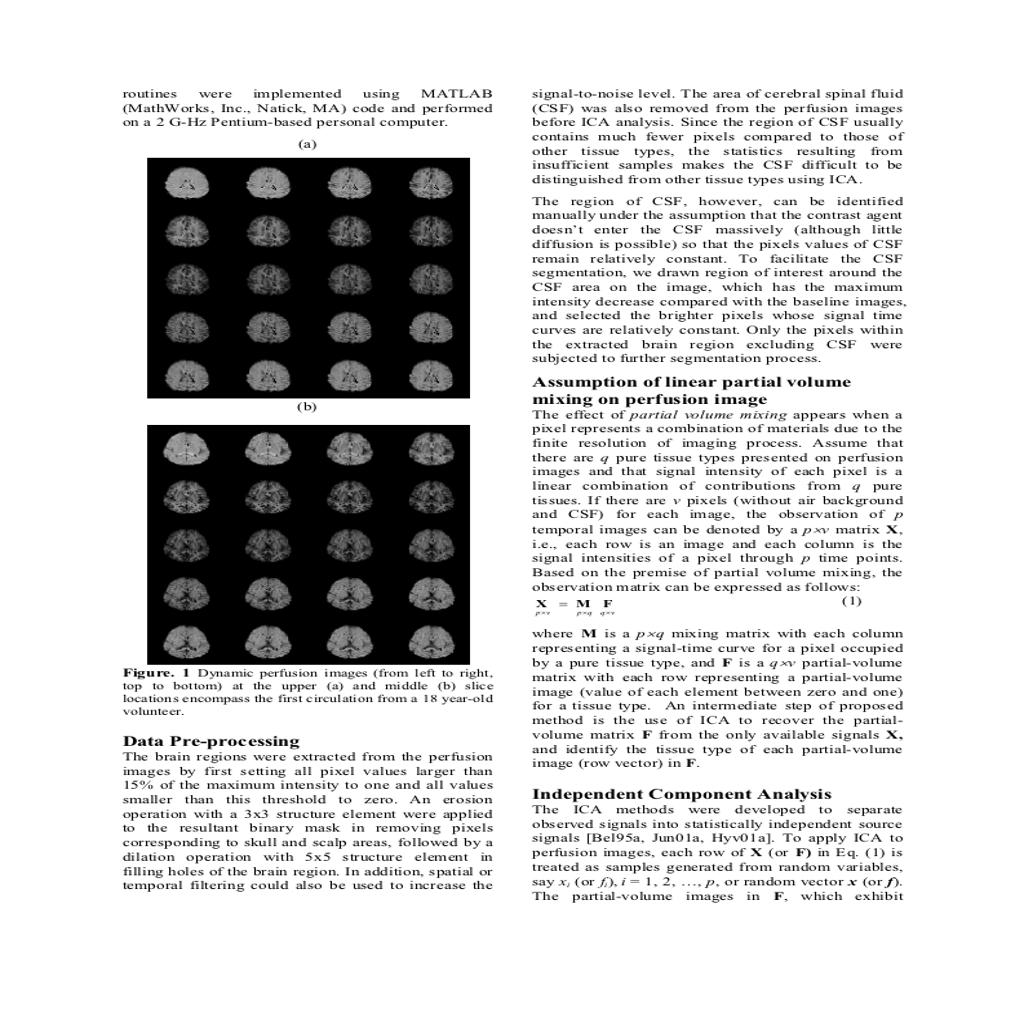 routines were implemented using MATLAB
(MathWorks, Inc., Natick, MA) code and performed
on a 2 G-Hz Pentium-based personal computer.
(a)
(b)
Figure. 1 Dynamic perfusion images (from left to right,
top to bottom) at the upper (a) and middle (b) slice
locations encompass the first circulation from a 18 year-old
volunteer.
Data Pre-processing
The brain regions were extracted from the perfusion
images by first setting all pixel values larger than
15% of the maximum intensity to one and all values
smaller than this threshold to zero. An erosion
operation with a 3x3 structure element were applied
to the resultant binary mask in removing pixels
corresponding to skull and scalp areas, followed by a
dilation operation with 5x5 structure element in
filling holes of the brain region. In addition, spatial or
temporal filtering could also be used to increase the
signal-to-noise level. The area of cerebral spinal fluid
(CSF) was also removed from the perfusion images
before ICA analysis. Since the region of CSF usually
contains much fewer pixels compared to those of
other tissue types, the statistics resulting from
insufficient samples makes the CSF difficult to be
distinguished from other tissue types using ICA.
The region of CSF, however, can be identified
manually under the assumption that the contrast agent
doesn't enter the CSF massively (although little
diffusion is possible) so that the pixels values of CSF
remain relatively constant. To facilitate the CSF
segmentation, we drawn region of interest around the
CSF area on the image, which has the maximum
intensity decrease compared with the baseline images,
and selected the brighter pixels whose signal time
curves are relatively constant. Only the pixels within
the extracted brain region excluding CSF were
subjected to further segmentation process.
Assumption of linear partial volume
mixing on perfusion image
The effect of partial volume mixing appears when a
pixel represents a combination of materials due to the
finite resolution of imaging process. Assume that
there are q pure tissue types presented on perfusion
images and that signal intensity of each pixel is a
linear combination of contributions from q pure
tissues. If there are v pixels (without air background
and CSF) for each image, the observation of p
temporal images can be denoted by a p×v matrix X,
i.e., each row is an image and each column is the
signal intensities of a pixel through p time points.
Based on the premise of partial volume mixing, the
observation matrix can be expressed as follows:
X = M F (1)
p×v p×q q×v
where M is a p×q mixing matrix with each column
representing a signal-time curve for a pixel occupied
by a pure tissue type, and F is a q×v partial-volume
matrix with each row representing a partial-volume
image (value of each element between zero and one)
for a tissue type. An intermediate step of proposed
method is the use of ICA to recover the partial-
volume matrix F from the only available signals X,
and identify the tissue type of each partial-volume
image (row vector) in F.
Independent Component Analysis
The ICA methods were developed to separate
observed signals into statistically independent source
signals [Bel95a, Jun01a, Hyv01a]. To apply ICA to
perfusion images, each row of X (or F) in Eq. (1) is
treated as samples generated from random variables,
say xᵢ (or fᵢ), i = 1, 2, …, p, or random vector x (or f).
The partial-volume images in F, which exhibit